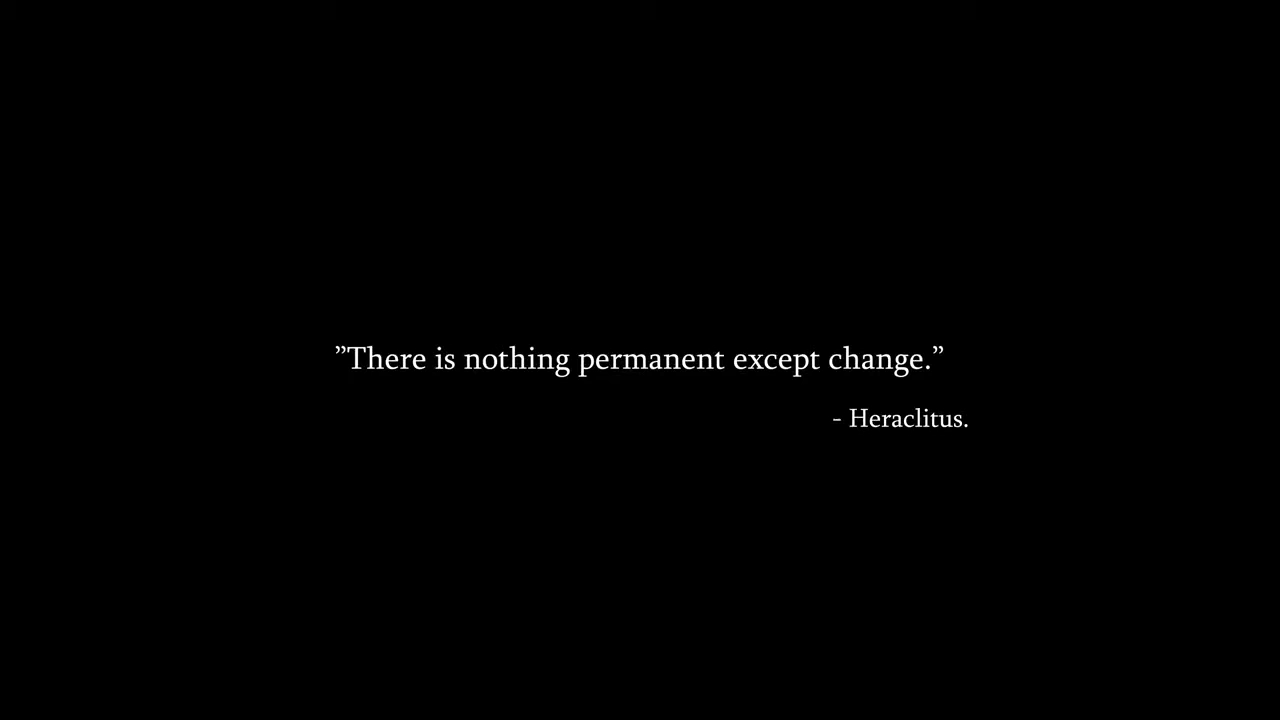 ”There is nothing permanent except change.”
- Heraclitus.